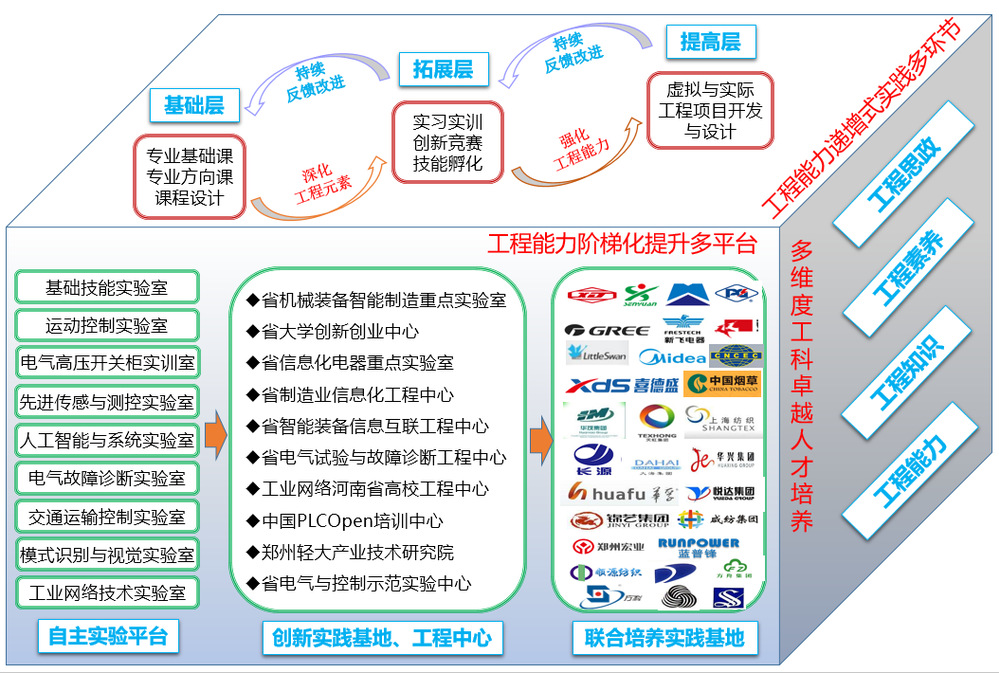 提高层
持续
反馈改进
拓展层
持续
反馈改进
基础层
虚拟与实际
工程项目开发
与设计
实习实训
创新竞赛
技能孵化
专业基础课
专业方向课
课程设计
强化
工程能力
深化
工程元素
工程能力递增式实践多环节
工程思政
工程素养
工程知识
工程能力
多维度工科卓越人才培养
工程能力阶梯化提升多平台
基础技能实验室
运动控制实验室
电气高压开关柜实训室
先进传感与测控实验室
人工智能与系统实验室
电气故障诊断实验室
交通运输控制实验室
模式识别与视觉实验室
工业网络技术实验室
自主实验平台
◆省机械装备智能制造重点实验室
◆省大学创新创业中心
◆省信息化电器重点实验室
◆省制造业信息化工程中心
◆省智能装备信息互联工程中心
◆省电气试验与故障诊断工程中心
◆工业网络河南省高校工程中心
◆中国PLCOpen培训中心
◆郑州轻大产业技术研究院
◆省电气与控制示范实验中心
创新实践基地、工程中心
SENYUAN
GREE
FRESTECH
新飞电器
LittleSwan
Midea
CNCEC
XDS喜德盛
中国烟草
CHINA TOBACCO
华茂集团
TEXHONG
天虹集团
上海纺织
SHANGTEX
长源
DAHAI
大海集团
华兴集团
HUAXING GROUP
huafu
悦达集团
YUEDA GROUP
锦艺集团
JINYI GROUP
咸纺集团
郑州宏业
RUNPOWER
蓝普锋
顺源纺织
联合培养实践基地